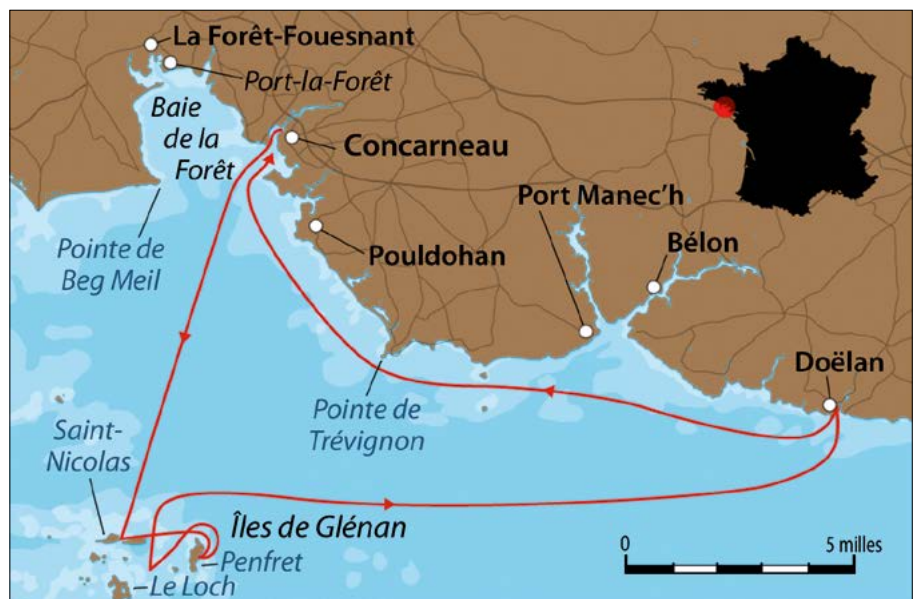 La Forêt-Fouesnant
Port-la-Forêt
Baie
de la
Forêt
Concarneau
Port Manec'h
Bélon
Pouldohan
Pointe de
Beg Meil
Doëlan
Pointe de
Trévignon
Saint-
Nicolas
Îles de Glénan
Penfret
Le Loch
0
5 milles